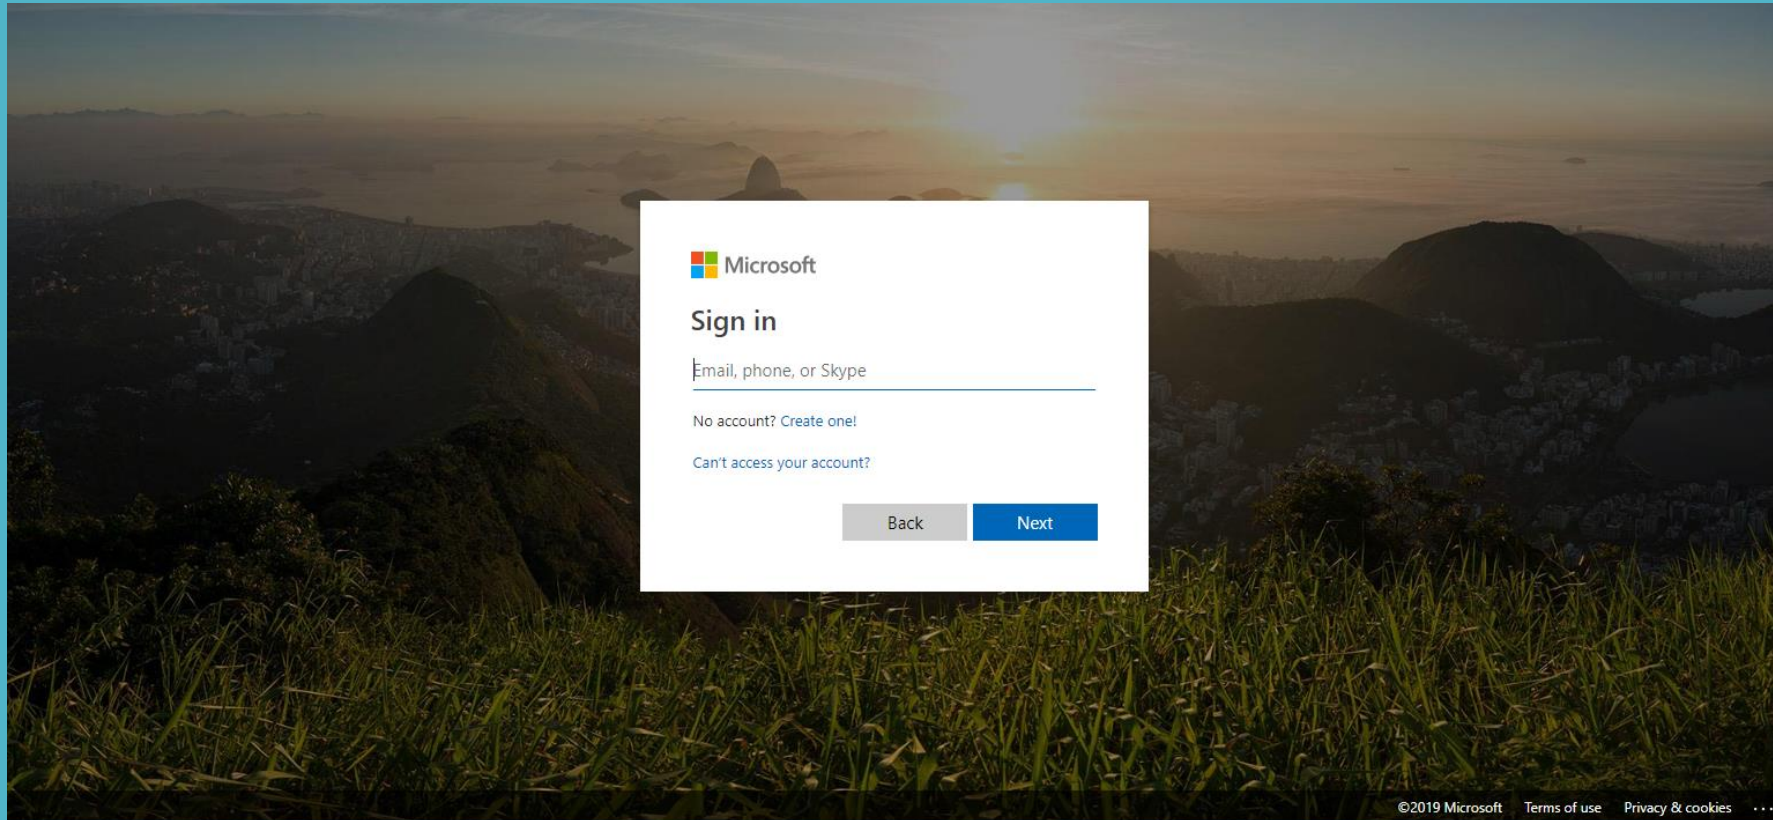 Microsoft
Sign in
Email, phone, or Skype
No account? Create one!
Can't access your account?
Back Next
©2019 Microsoft Terms of use Privacy & cookies ...